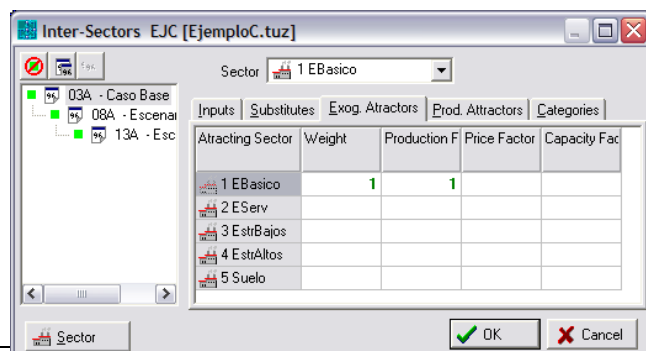 Inter-Sectors EJC [EjemploC.tuz]
Sector 1 EBasico
03A - Caso Base
08A - Escenar
13A - Esc
Inputs Substitutes Exog. Atractors Prod. Attractors Categories
Atracting Sector Weight Production F Price Factor Capacity Fac
1 EBasico 1 1
2 EServ
3 EstrBajos
4 EstrAltos
5 Suelo
Sector OK Cancel